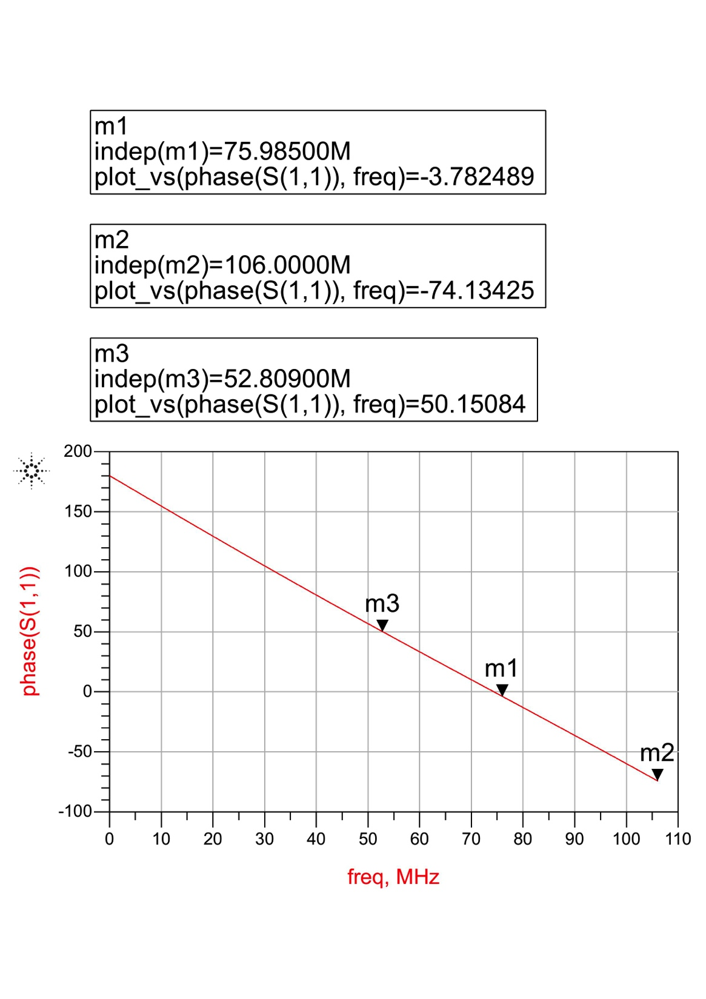 m1
indep(m1)=75.98500M
plot_vs(phase(S(1,1)), freq)=-3.782489
m2
indep(m2)=106.0000M
plot_vs(phase(S(1,1)), freq)=-74.13425
m3
indep(m3)=52.80900M
plot_vs(phase(S(1,1)), freq)=50.15084
200
150
100
50
0
-50
-100
phase(S(1,1))
m3
m1
m2
0 10 20 30 40 50 60 70 80 90 100 110
freq, MHz